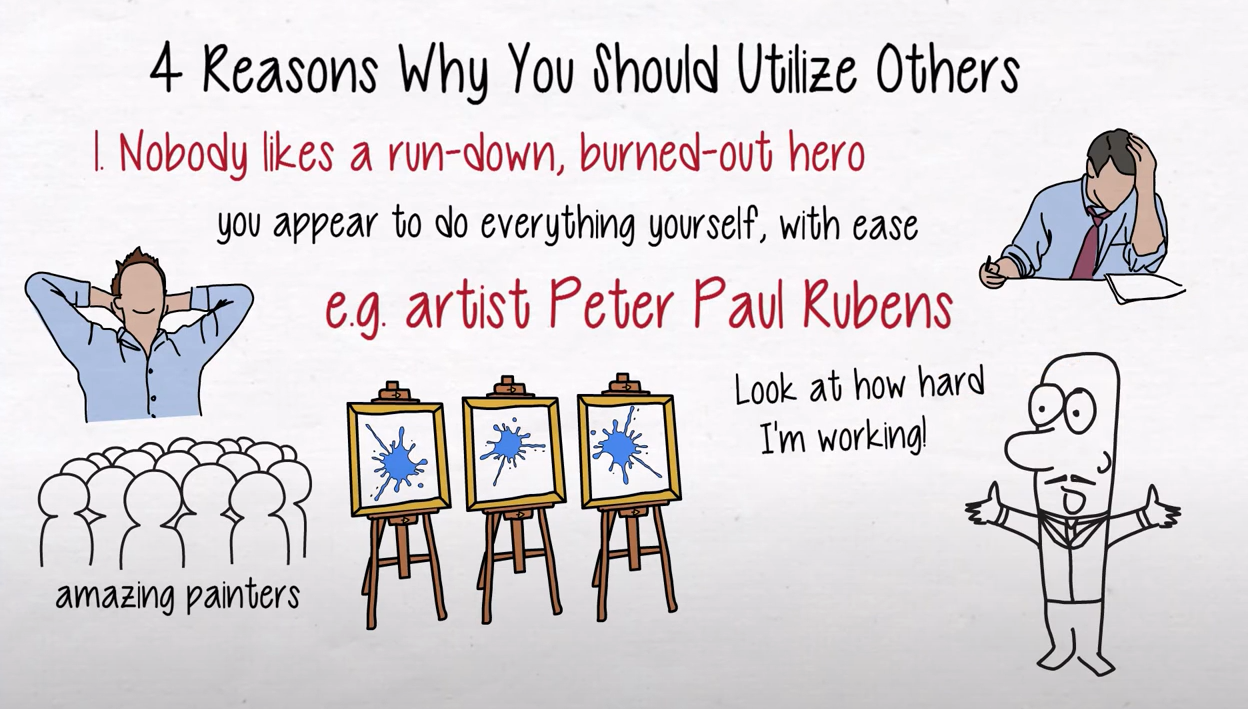 4 Reasons Why You Should Utilize Others
1. Nobody likes a run-down, burned-out hero
you appear to do everything yourself, with ease
e.g. artist Peter Paul Rubens
Look at how hard
I'm working!
amazing painters